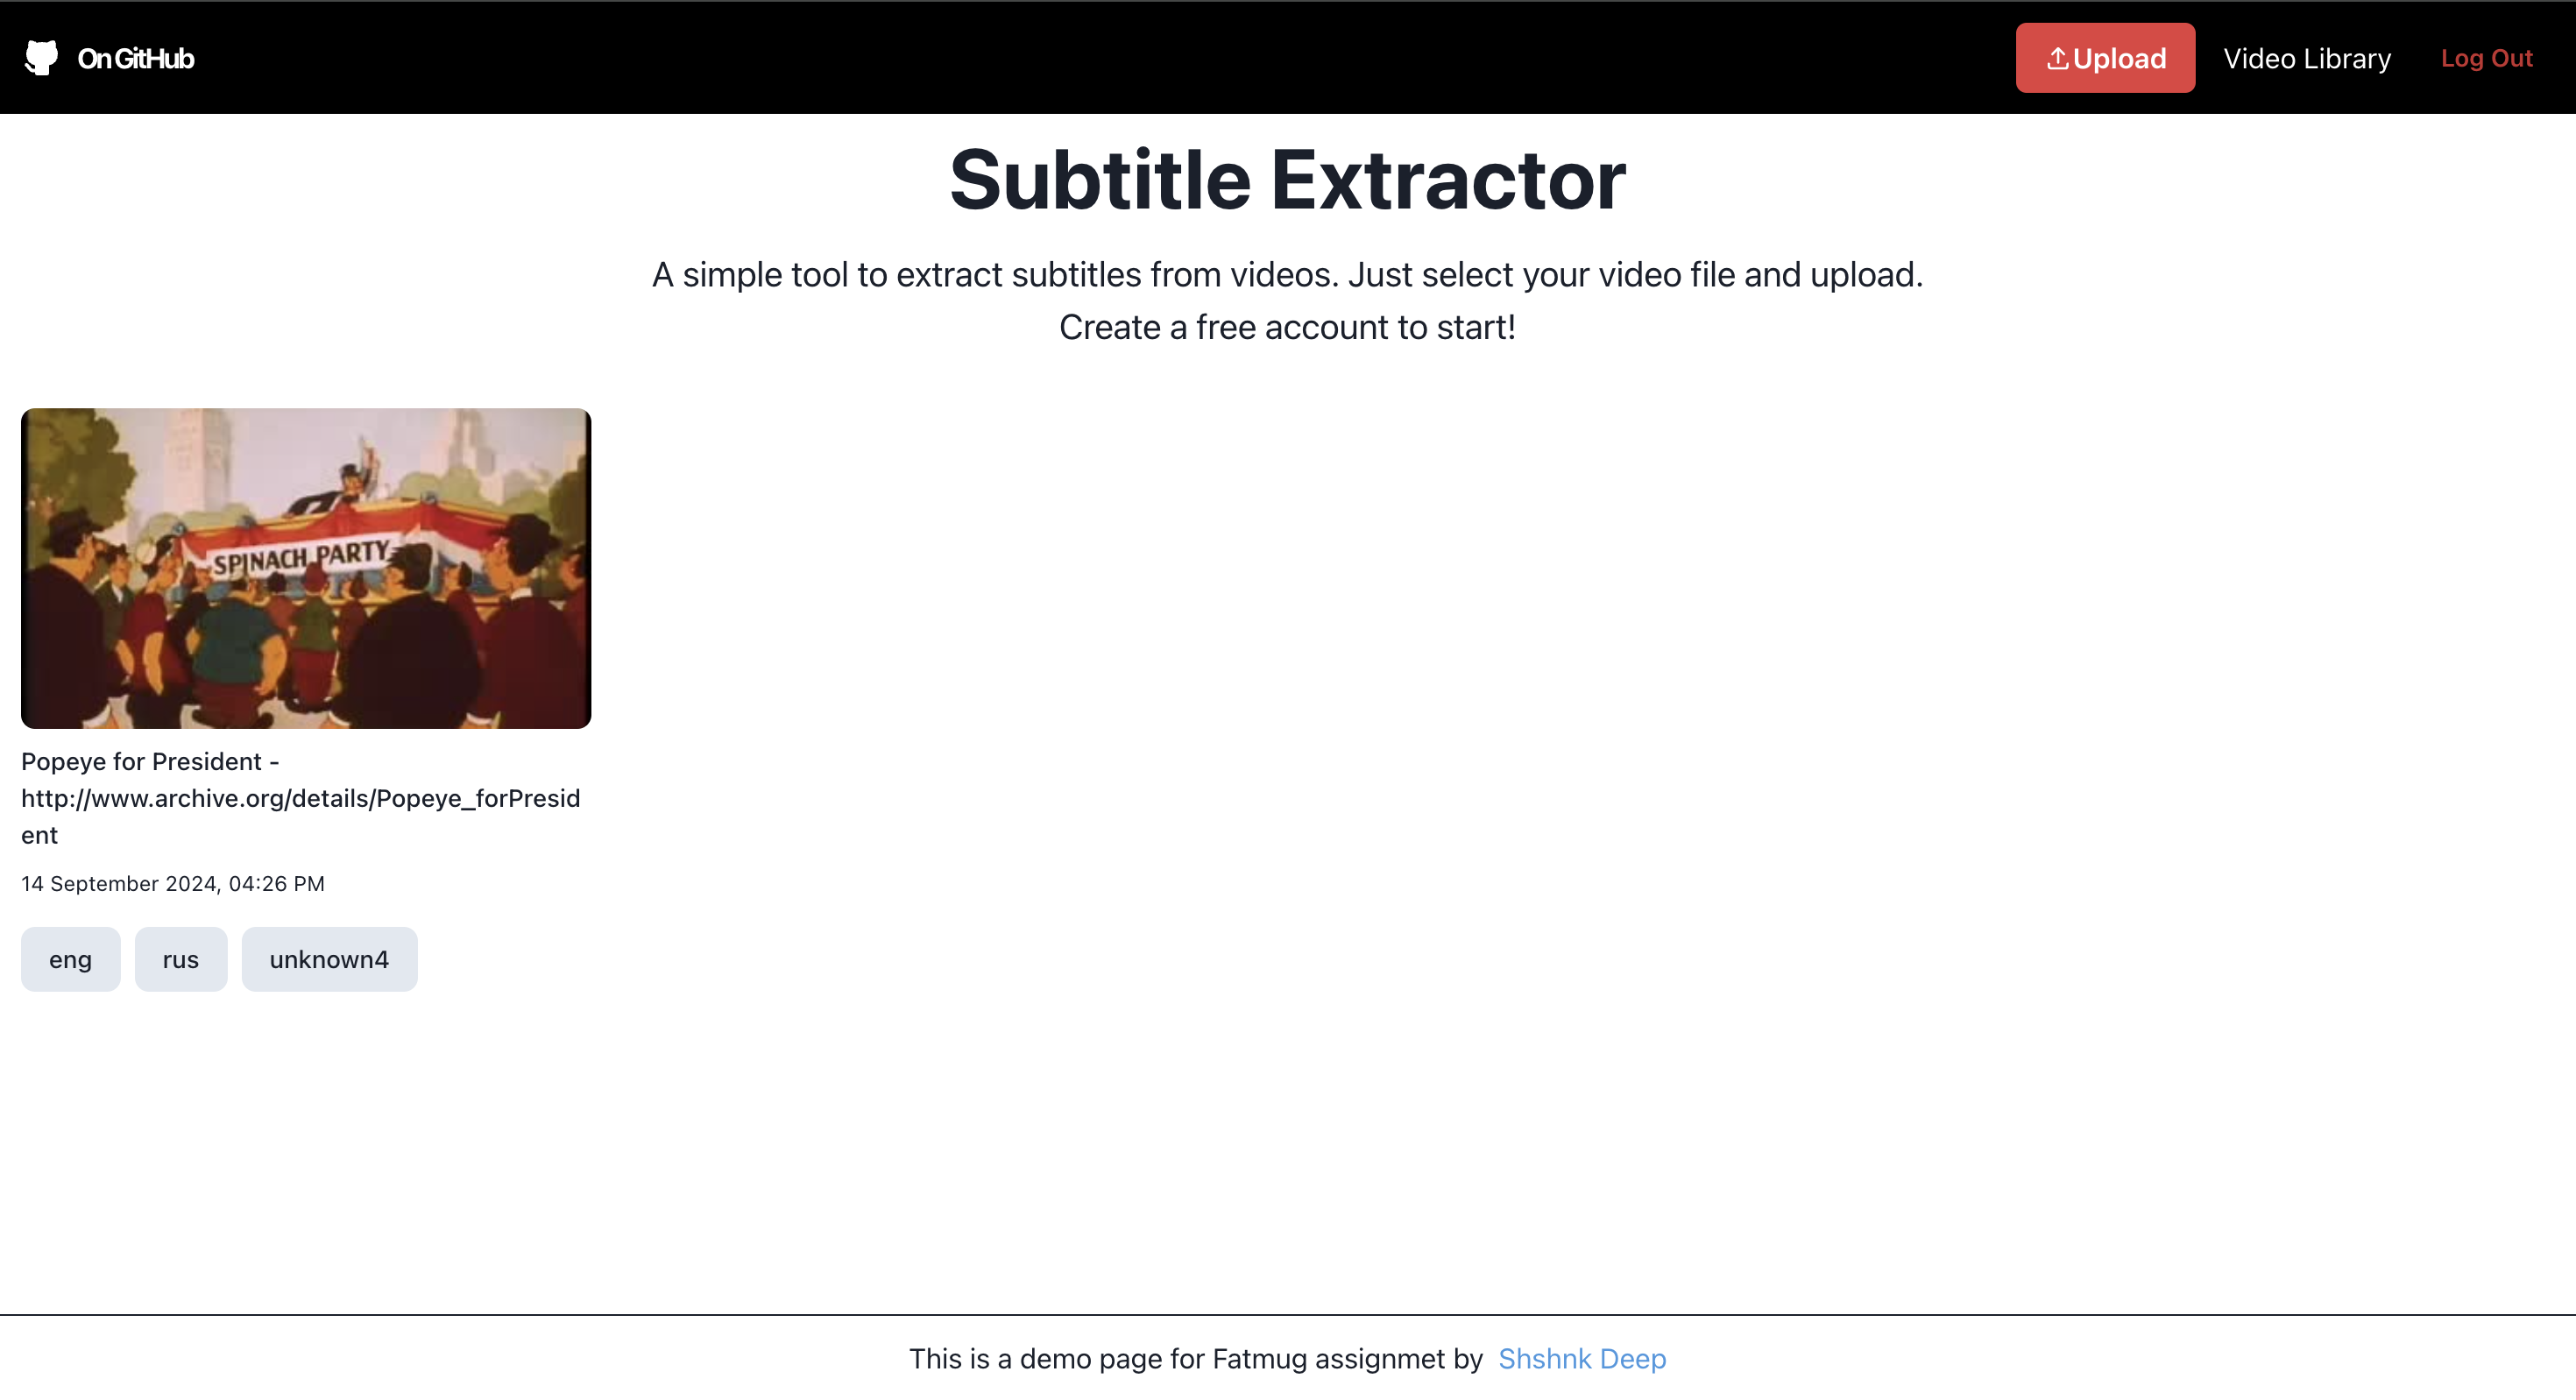 On GitHub
Upload
Video Library
Log Out
Subtitle Extractor
A simple tool to extract subtitles from videos. Just select your video file and upload.
Create a free account to start!
SPINACH PARTY
Popeye for President -
http://www.archive.org/details/Popeye_forPresid
ent
14 September 2024, 04:26 PM
eng
rus
unknown4
This is a demo page for Fatmug assignmet by Shshnk Deep